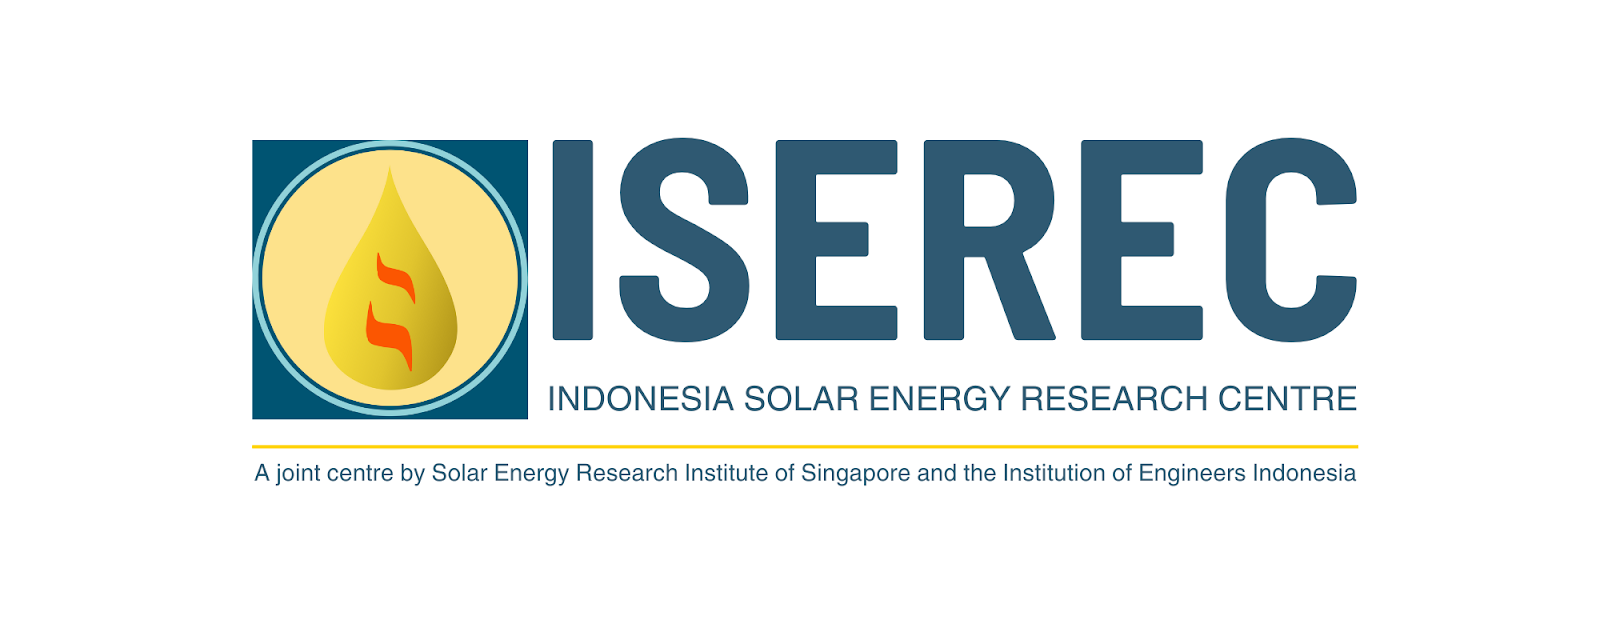 ISEREC
INDONESIA SOLAR ENERGY RESEARCH CENTRE
A joint centre by Solar Energy Research Institute of Singapore and the Institution of Engineers Indonesia